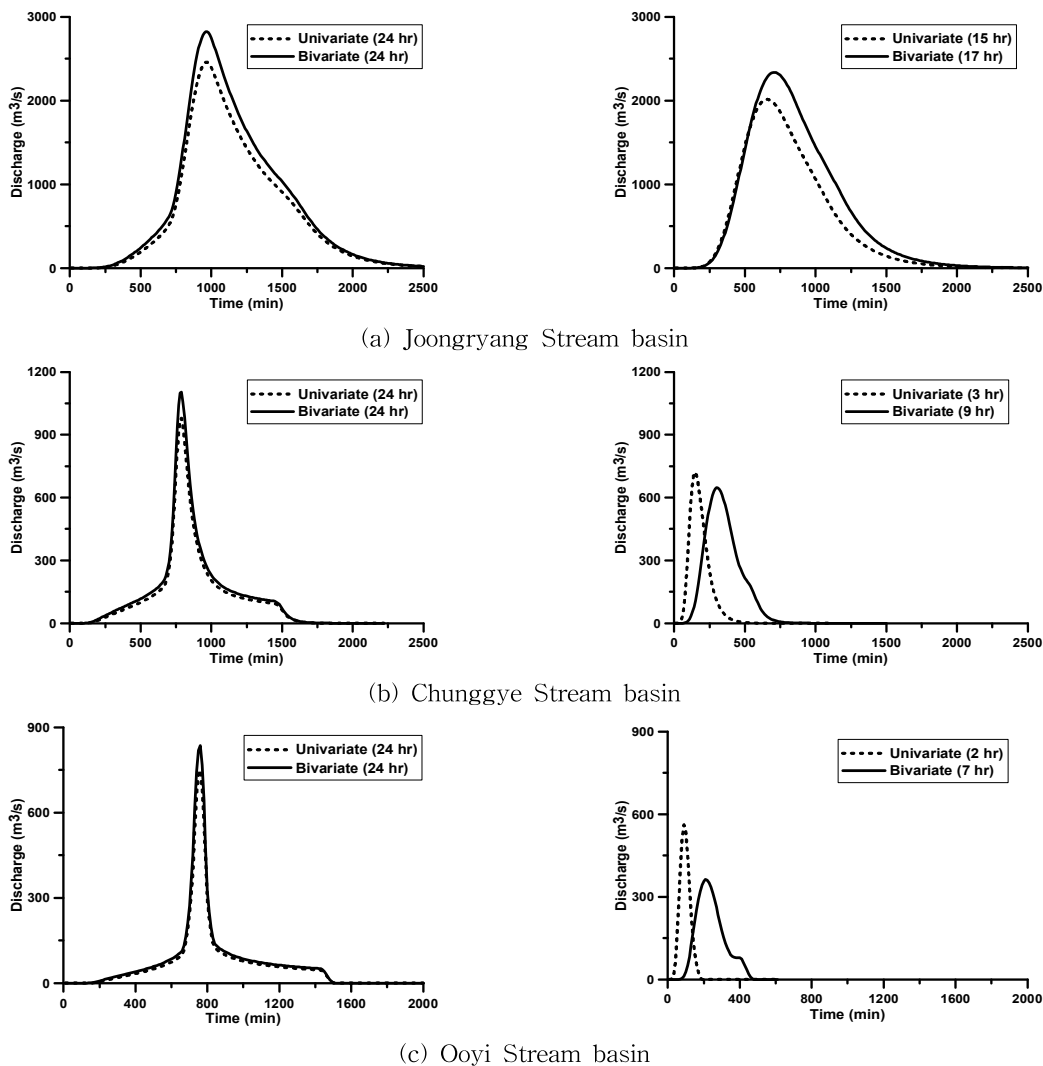 3000
2000
1000
0
Discharge (m3/s)
Univariate (24 hr)
Bivariate (24 hr)
0 500 1000 1500 2000 2500
Time (min)
3000
2000
1000
0
Discharge (m3/s)
Univariate (15 hr)
Bivariate (17 hr)
0 500 1000 1500 2000 2500
Time (min)
(a) Joongryang Stream basin
1200
900
600
300
0
Discharge (m3/s)
Univariate (24 hr)
Bivariate (24 hr)
0 500 1000 1500 2000 2500
Time (min)
1200
900
600
300
0
Discharge (m3/s)
Univariate (3 hr)
Bivariate (9 hr)
0 500 1000 1500 2000 2500
Time (min)
(b) Chunggye Stream basin
900
600
300
0
Discharge (m3/s)
Univariate (24 hr)
Bivariate (24 hr)
0 400 800 1200 1600 2000
Time (min)
900
600
300
0
Discharge (m3/s)
Univariate (2 hr)
Bivariate (7 hr)
0 400 800 1200 1600 2000
Time (min)
(c) Ooyi Stream basin